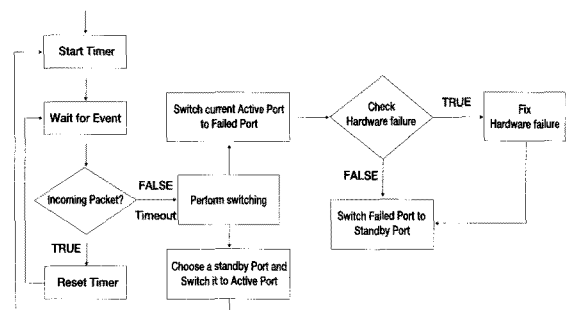 Start Timer
Wait for Event
Incoming Packet?
FALSE
Timeout
TRUE
Reset Timer
Switch current Active Port
to Failed Port
Perform switching
Choose a standby Port and
Switch it to Active Port
Check
Hardware failure
TRUE
FALSE
Fix
Hardware failure
Switch Failed Port to
Standby Port